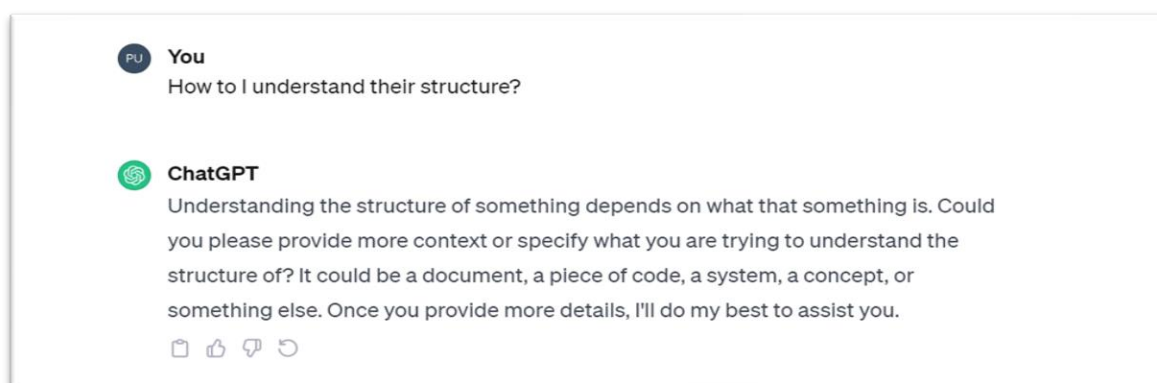 PU
You
How to I understand their structure?
ChatGPT
Understanding the structure of something depends on what that something is. Could
you please provide more context or specify what you are trying to understand the
structure of? It could be a document, a piece of code, a system, a concept, or
something else. Once you provide more details, I'll do my best to assist you.